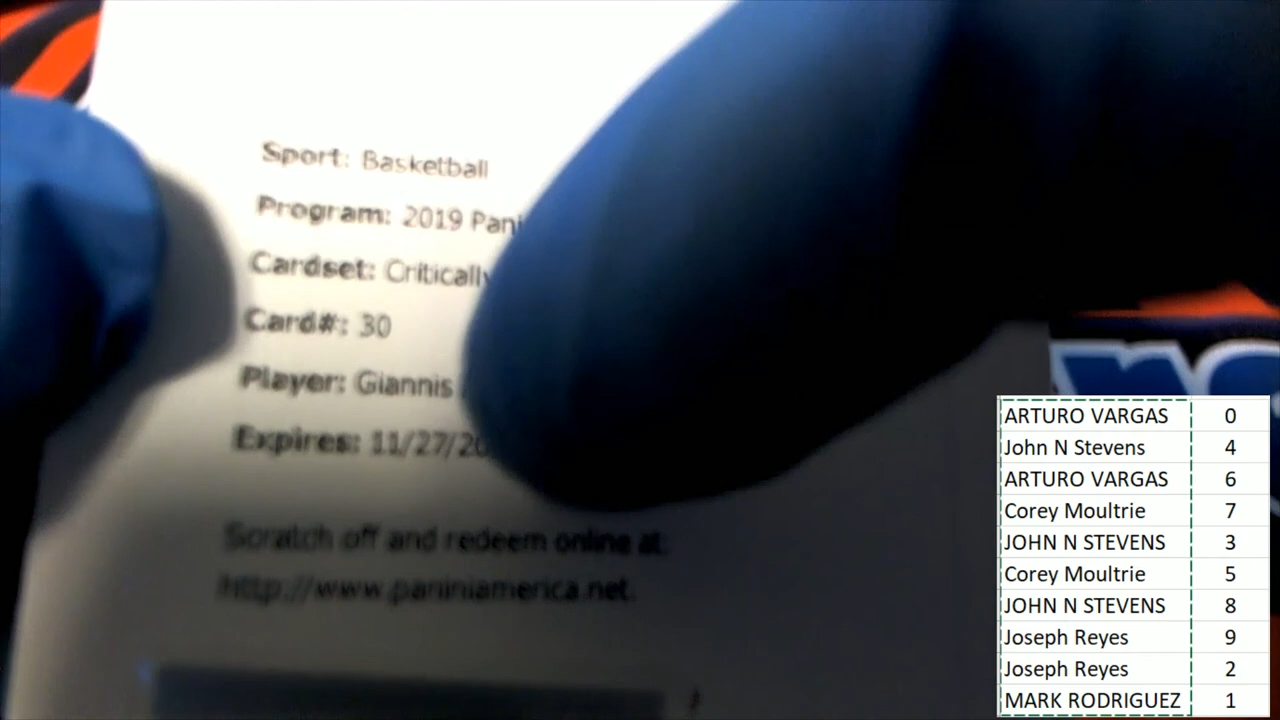 Sport: Basketball
Program: 2019 Pani
Cardset: Critically
Card#: 30
Player: Giannis
Expires: 11/27/20
Scratch off and redeem online at:
http://www.paniniamerica.net.
ARTURO VARGAS 0
John N Stevens 4
ARTURO VARGAS 6
Corey Moultrie 7
JOHN N STEVENS 3
Corey Moultrie 5
JOHN N STEVENS 8
Joseph Reyes 9
Joseph Reyes 2
MARK RODRIGUEZ 1